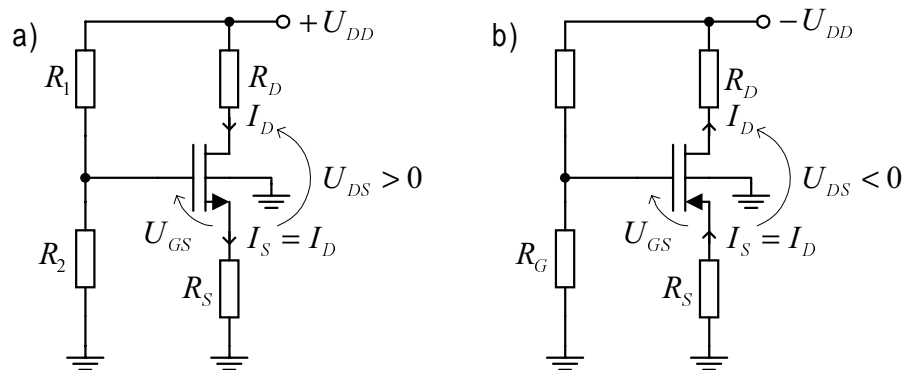 a)
+U_DD
R_1
R_D
I_D
U_DS > 0
U_GS
I_S = I_D
R_2
R_S
b)
−U_DD
R_D
I_D
U_DS < 0
U_GS
I_S = I_D
R_G
R_S